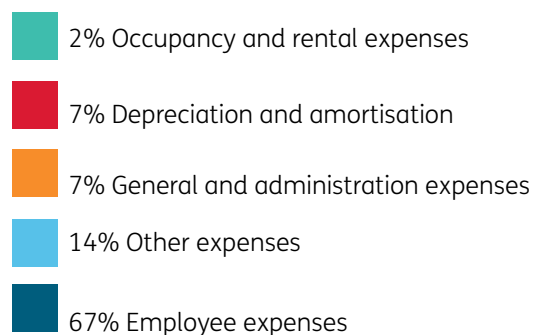 2% Occupancy and rental expenses
7% Depreciation and amortisation
7% General and administration expenses
14% Other expenses
67% Employee expenses